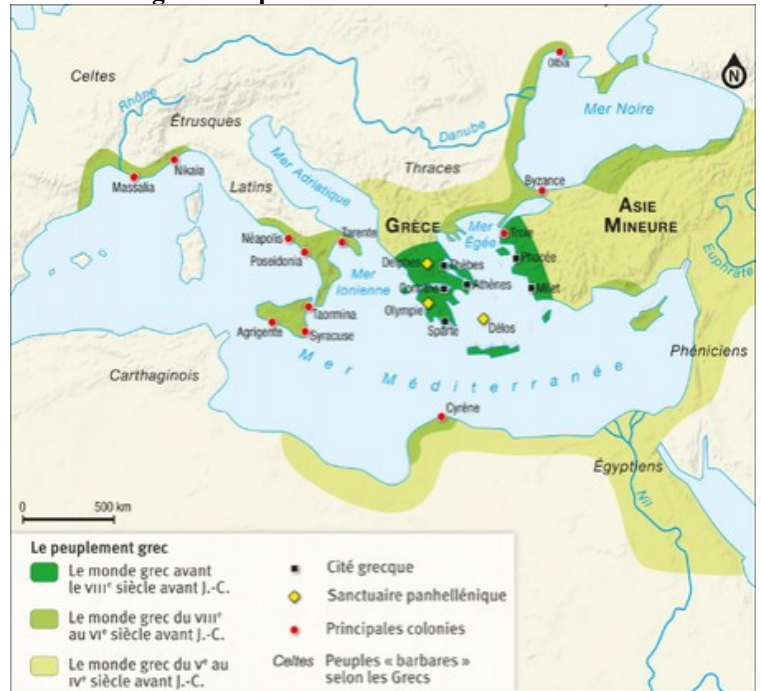 Celtes
Rhône
Étrusques
Massalia
Nikaia
Latins
Mer Adriatique
Danube
Olbia
N
Mer Noire
Thraces
Byzance
GRÈCE
Mer
Égée
Troie
ASIE
MINEURE
Euphrate
Néapolis
Poseidonia
Tarente
Mer
Ionienne
Delphes
Thèbes
Phocée
Corinthe
Athènes
Milet
Olympie
Sparte
Délos
Taormina
Agrigente
Syracuse
Carthaginois
Mer Méditerranée
Phéniciens
Cyrène
Égyptiens
Nil
0 500 km
Le peuplement grec
Le monde grec avant
le VIIIe siècle avant J.-C.
Le monde grec du VIIIe
au VIe siècle avant J.-C.
Le monde grec du Ve au
IVe siècle avant J.-C.
Cité grecque
Sanctuaire panhellénique
Principales colonies
Celtes Peuples « barbares »
selon les Grecs